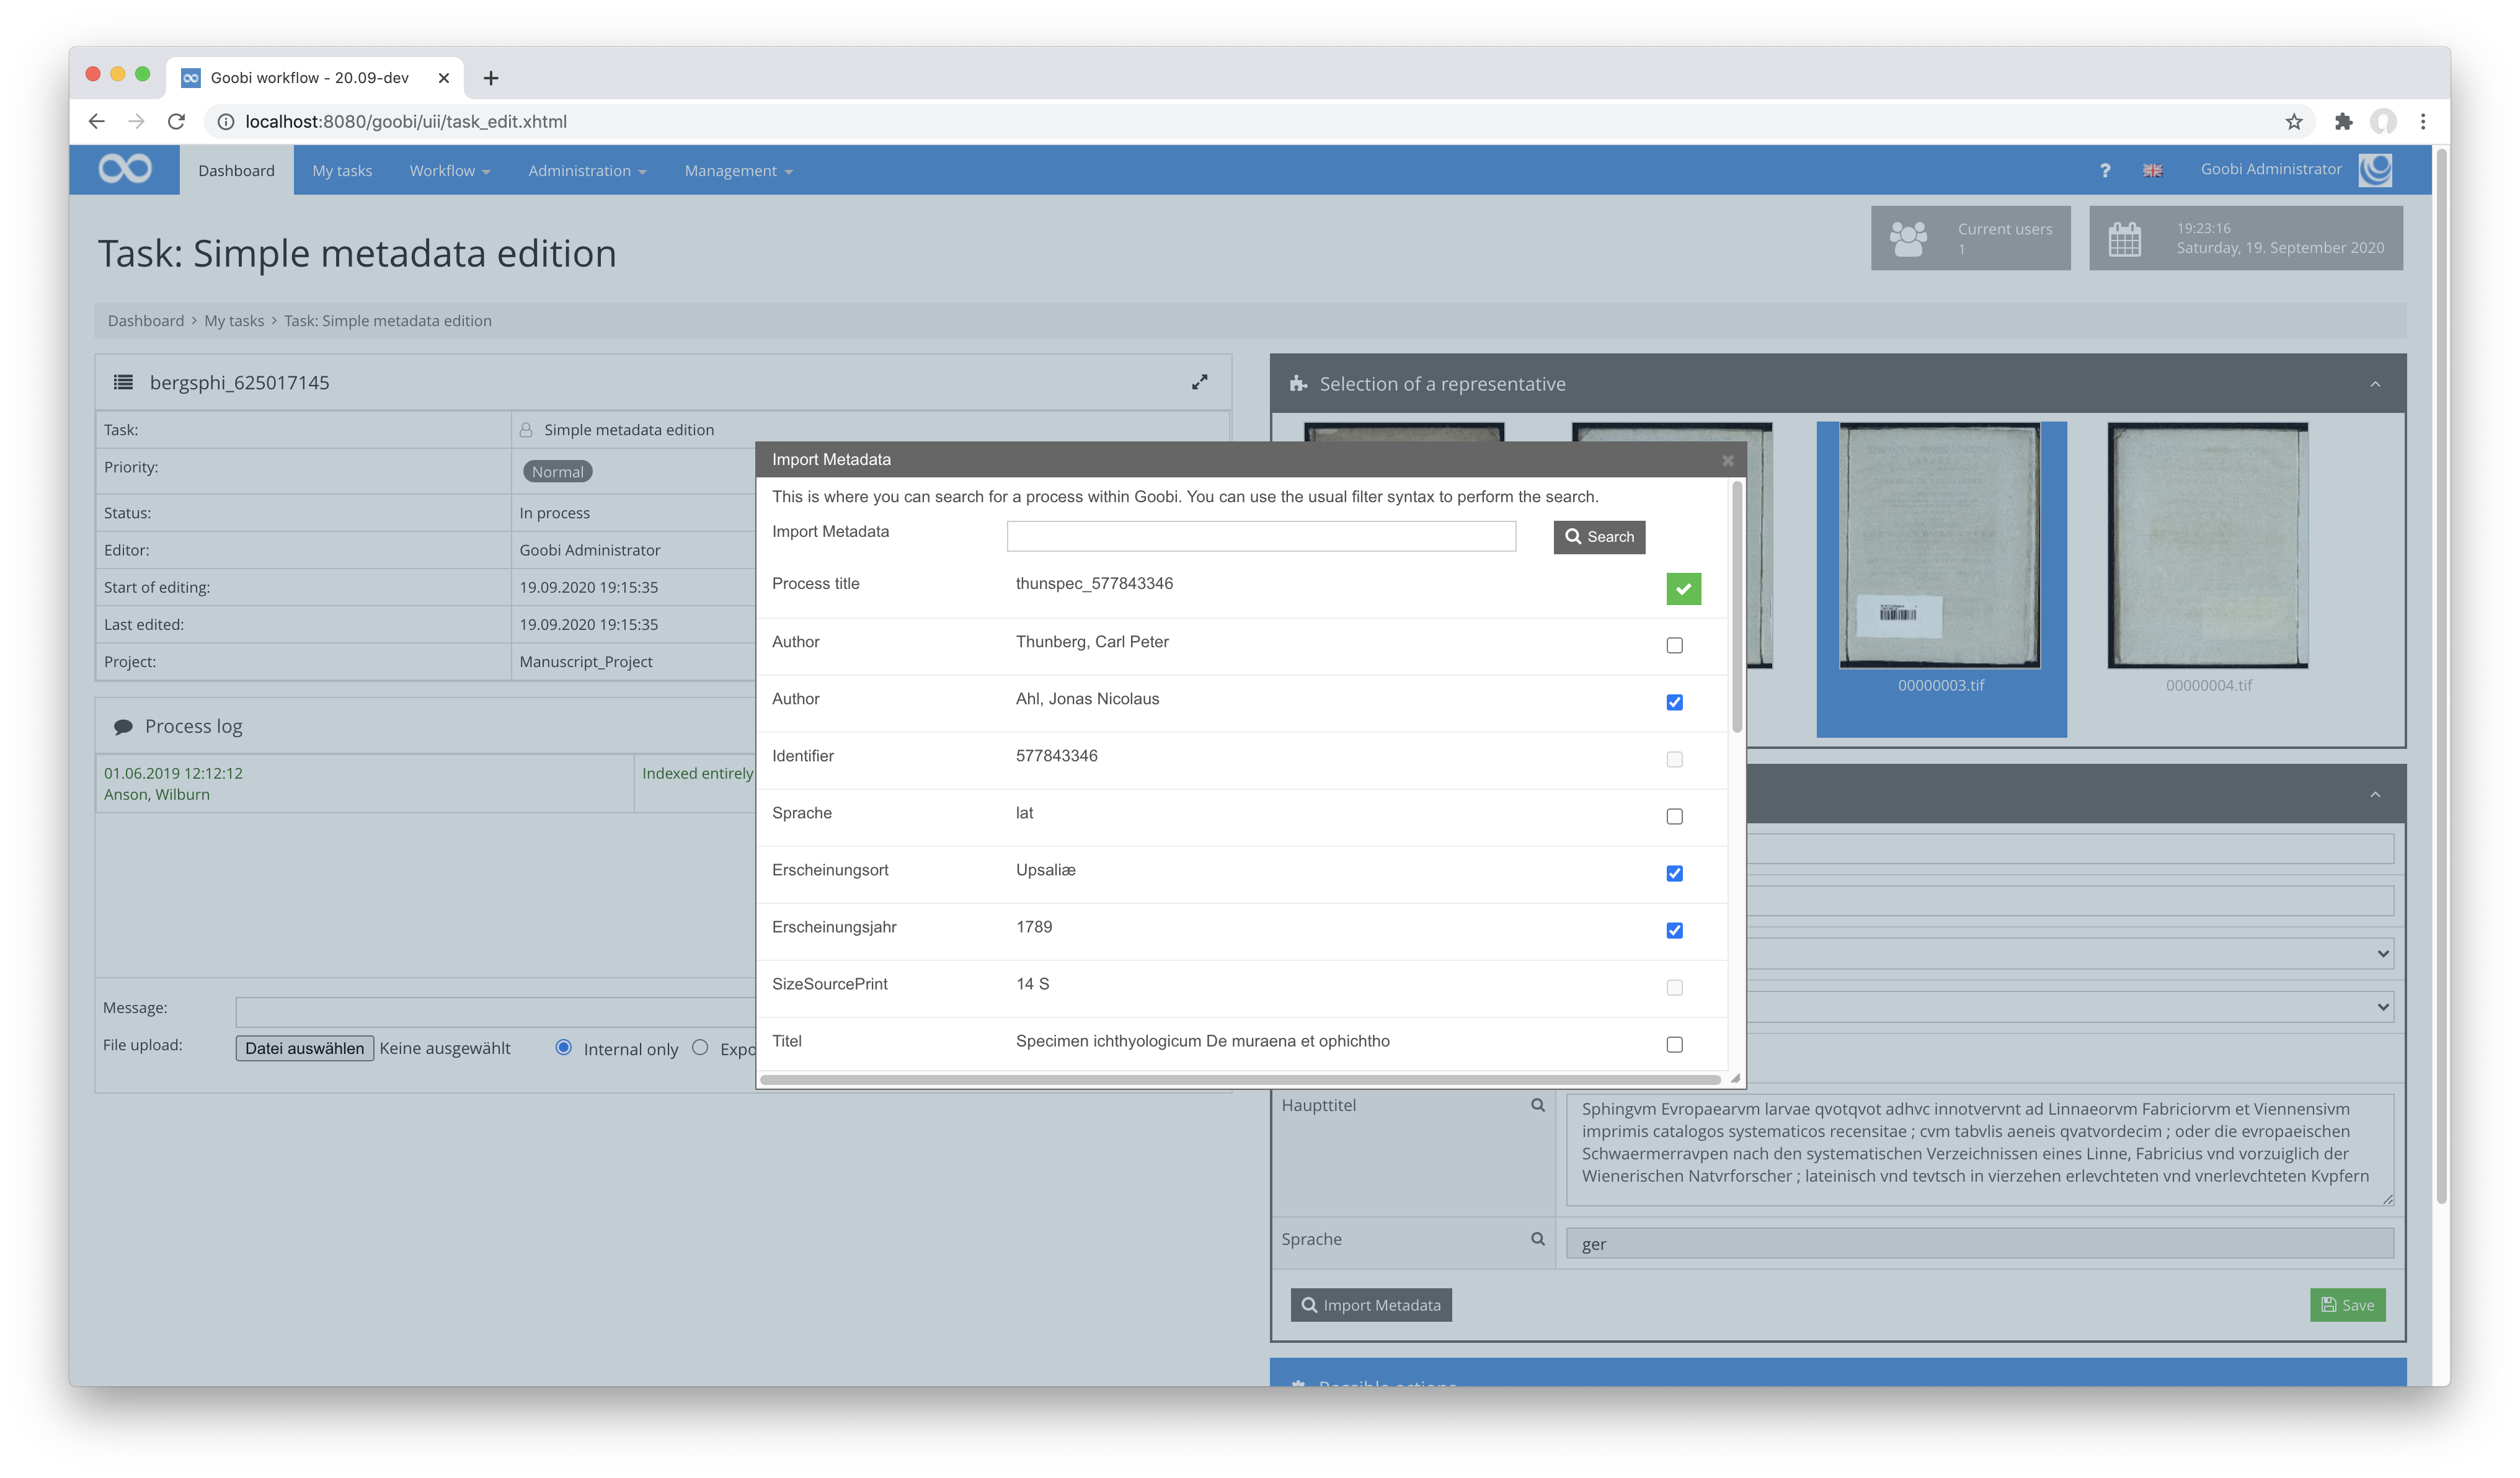 Goobi workflow - 20.09-dev
localhost:8080/goobi/uii/task_edit.xhtml
Dashboard
My tasks
Workflow
Administration
Management
?
Goobi Administrator
Task: Simple metadata edition
Current users
1
19:23:16
Saturday, 19. September 2020
Dashboard > My tasks > Task: Simple metadata edition
bergsphi_625017145
Task:
Simple metadata edition
Priority:
Normal
Status:
In process
Editor:
Goobi Administrator
Start of editing:
19.09.2020 19:15:35
Last edited:
19.09.2020 19:15:35
Project:
Manuscript_Project
Process log
01.06.2019 12:12:12
Anson, Wilburn
Indexed entirely
Message:
File upload:
Datei auswählen Keine ausgewählt
Internal only
Expo
Selection of a representative
00000003.tif
00000004.tif
Import Metadata
This is where you can search for a process within Goobi. You can use the usual filter syntax to perform the search.
Import Metadata
Search
Process title
thunspec_577843346
Author
Thunberg, Carl Peter
Author
Ahl, Jonas Nicolaus
Identifier
577843346
Sprache
lat
Erscheinungsort
Upsaliæ
Erscheinungsjahr
1789
SizeSourcePrint
14 S
Titel
Specimen ichthyologicum De muraena et ophichtho
Haupttitel
Sphingvm Evropaearvm larvae qvotqvot adhvc innotvervnt ad Linnaeorvm Fabriciorvm et Viennensivm
imprimis catalogos systematicos recensitae ; cvm tabvlis aeneis qvatvordecim ; oder die evropaeischen
Schwaermerravpen nach den systematischen Verzeichnissen eines Linne, Fabricius vnd vorzuiglich der
Wienerischen Natvrforscher ; lateinisch vnd tevtsch in vierzehen erlevchteten vnd vnerlevchteten Kvpfern
Sprache
ger
Import Metadata
Save
Possible actions